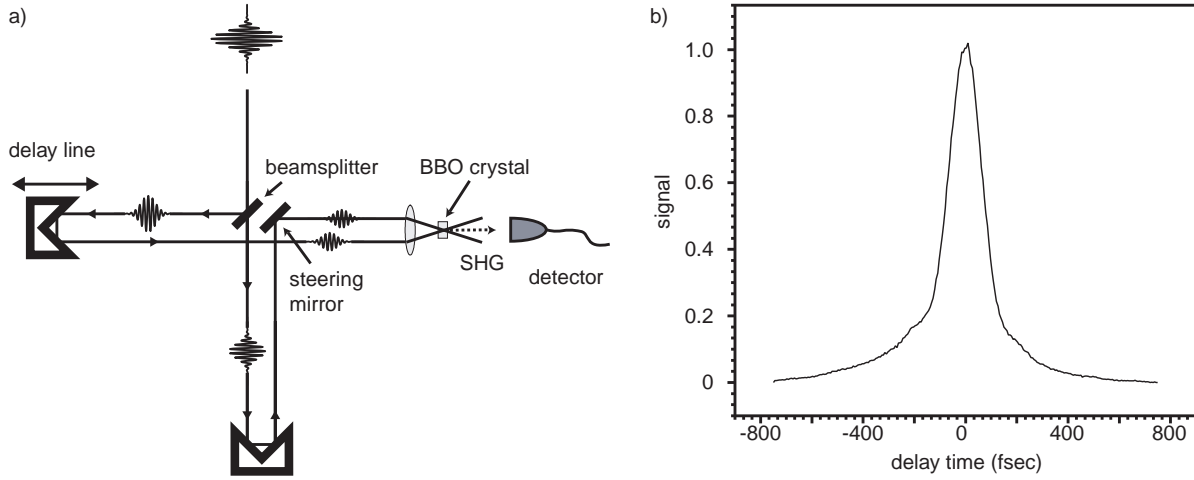 a)
delay line
beamsplitter
BBO crystal
SHG
detector
steering
mirror
b)
signal
1.0
0.8
0.6
0.4
0.2
0
-800
-400
0
400
800
delay time (fsec)